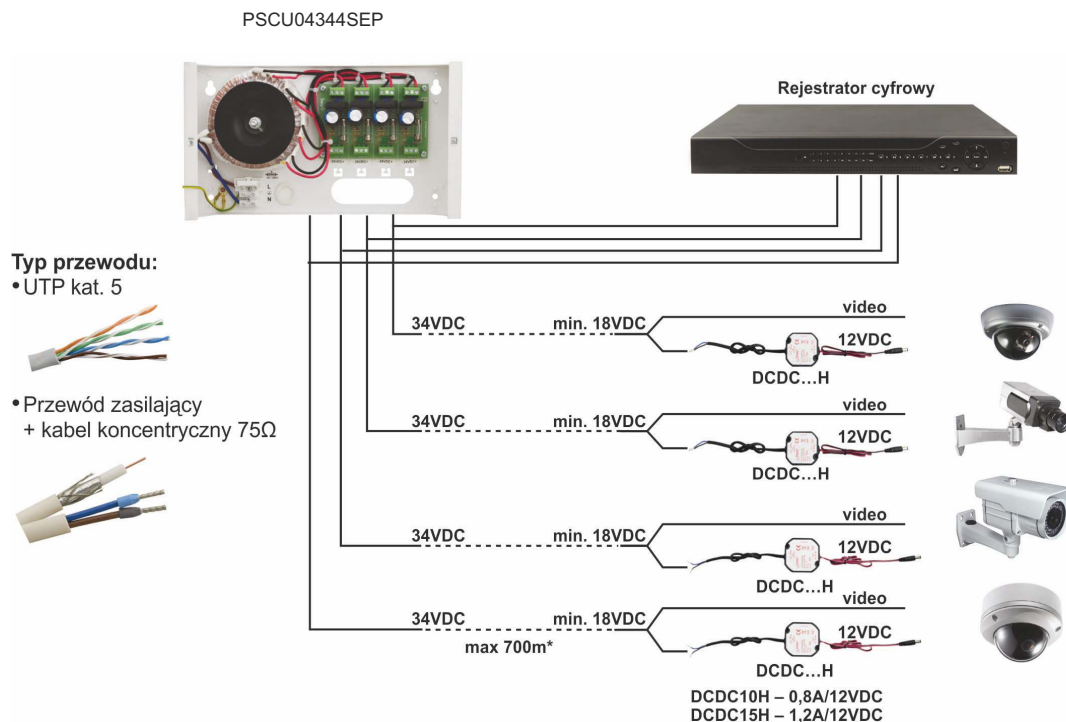 PSCU04344SEP
Rejestrator cyfrowy
L
N
Typ przewodu:
•UTP kat. 5
•Przewód zasilający
+ kabel koncentryczny 75Ω
34VDC
min. 18VDC
video
12VDC
DCDC...H
34VDC
min. 18VDC
video
12VDC
DCDC...H
34VDC
min. 18VDC
video
12VDC
DCDC...H
34VDC
min. 18VDC
video
12VDC
max 700m*
DCDC...H
DCDC10H – 0,8A/12VDC
DCDC15H – 1,2A/12VDC